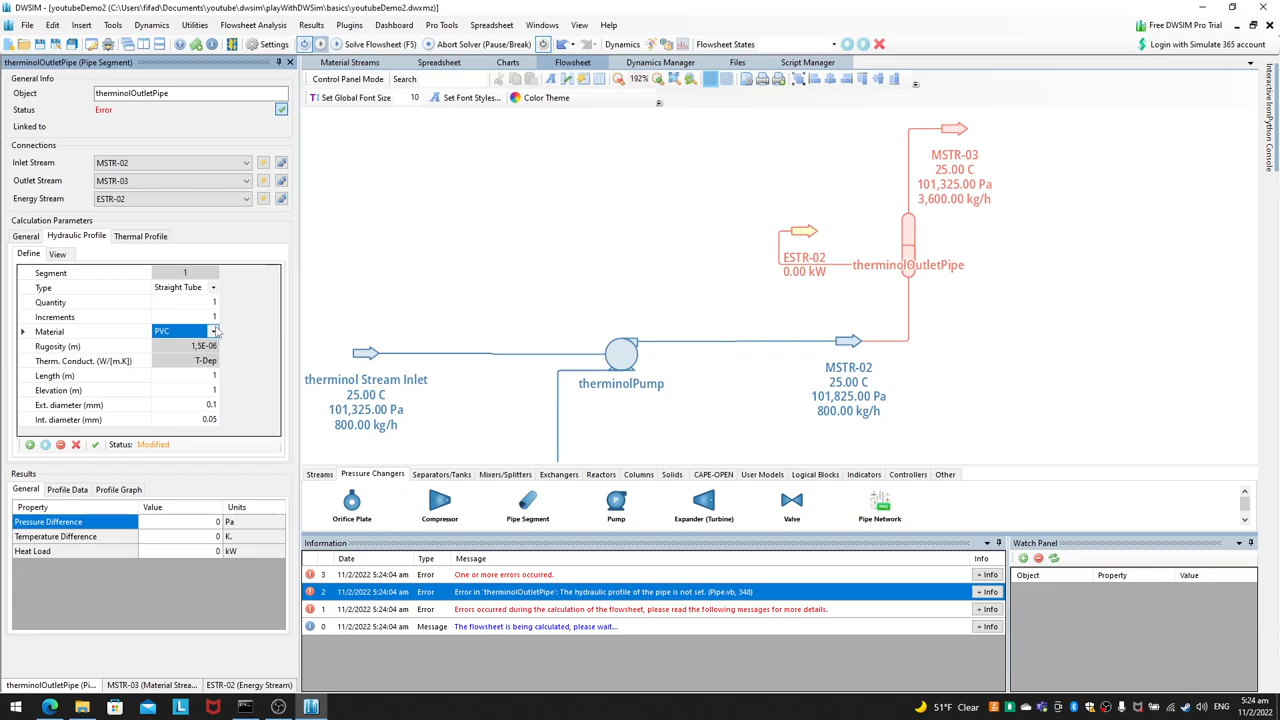 DWSIM - [youtubeDemo2 (C:\Users\fifad\Documents\youtube\dwsim\playWithDWSim\basics\youtubeDemo2.dwxmz)]
File Edit Insert Tools Dynamics Utilities Flowsheet Analysis Results Plugins Dashboard Pro Tools Spreadsheet Windows View Help
Free DWSIM Pro Trial
Settings Solve Flowsheet (F5) Abort Solver (Pause/Break) Dynamics Flowsheet States
Login with Simulate 365 account
therminolOutletPipe (Pipe Segment)
Material Streams Spreadsheet Charts Flowsheet Dynamics Manager Files Script Manager
General Info
Control Panel Mode Search 192%
Object therminolOutletPipe
Set Global Font Size 10 Set Font Styles... Color Theme
Status Error
Linked to
Connections
Inlet Stream MSTR-02
Outlet Stream MSTR-03
Energy Stream ESTR-02
Calculation Parameters
General Hydraulic Profile Thermal Profile
Define View
Segment 1
Type Straight Tube
Quantity 1
Increments 1
Material PVC
Rugosity (m) 1,5E-06
Therm. Conduct. (W/[m.K]) T-Dep
Length (m) 1
Elevation (m) 1
Ext. diameter (mm) 0.1
Int. diameter (mm) 0.05
Status: Modified
Results
General Profile Data Profile Graph
Property Value Units
Pressure Difference 0 Pa
Temperature Difference 0 K.
Heat Load 0 kW
therminolOutletPipe (Pi... MSTR-03 (Material Strea... ESTR-02 (Energy Stream)
MSTR-03
25.00 C
101,325.00 Pa
3,600.00 kg/h
ESTR-02
0.00 kW
therminolOutletPipe
therminol Stream Inlet
25.00 C
101,325.00 Pa
800.00 kg/h
therminolPump
MSTR-02
25.00 C
101,825.00 Pa
800.00 kg/h
Streams Pressure Changers Separators/Tanks Mixers/Splitters Exchangers Reactors Columns Solids CAPE-OPEN User Models Logical Blocks Indicators Controllers Other
Orifice Plate Compressor Pipe Segment Pump Expander (Turbine) Valve Pipe Network
PRO
Information
Date Type Message Info
3 11/2/2022 5:24:04 am Error One or more errors occurred. + Info
2 11/2/2022 5:24:04 am Error Error in 'therminolOutletPipe': The hydraulic profile of the pipe is not set. (Pipe.vb, 348) + Info
1 11/2/2022 5:24:04 am Error Errors occurred during the calculation of the flowsheet, please read the following messages for more details. + Info
0 11/2/2022 5:24:04 am Message The flowsheet is being calculated, please wait... + Info
Watch Panel
Object Property Value
Interactive IronPython Console
51°F Clear
5:24 am
11/2/2022